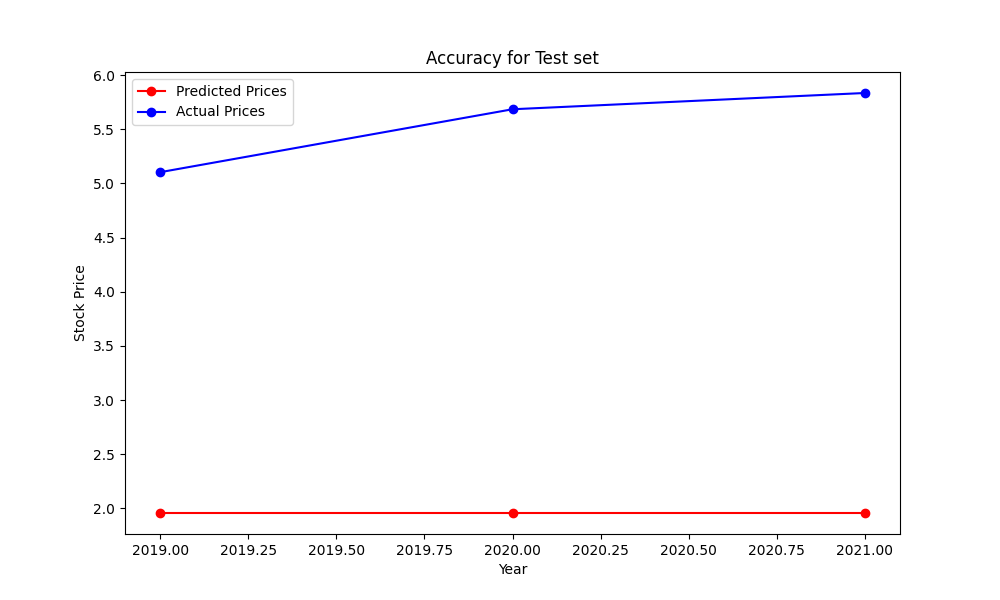 Accuracy for Test set
Predicted Prices
Actual Prices
6.0
5.5
5.0
4.5
4.0
3.5
3.0
2.5
2.0
Stock Price
2019.00 2019.25 2019.50 2019.75 2020.00 2020.25 2020.50 2020.75 2021.00
Year